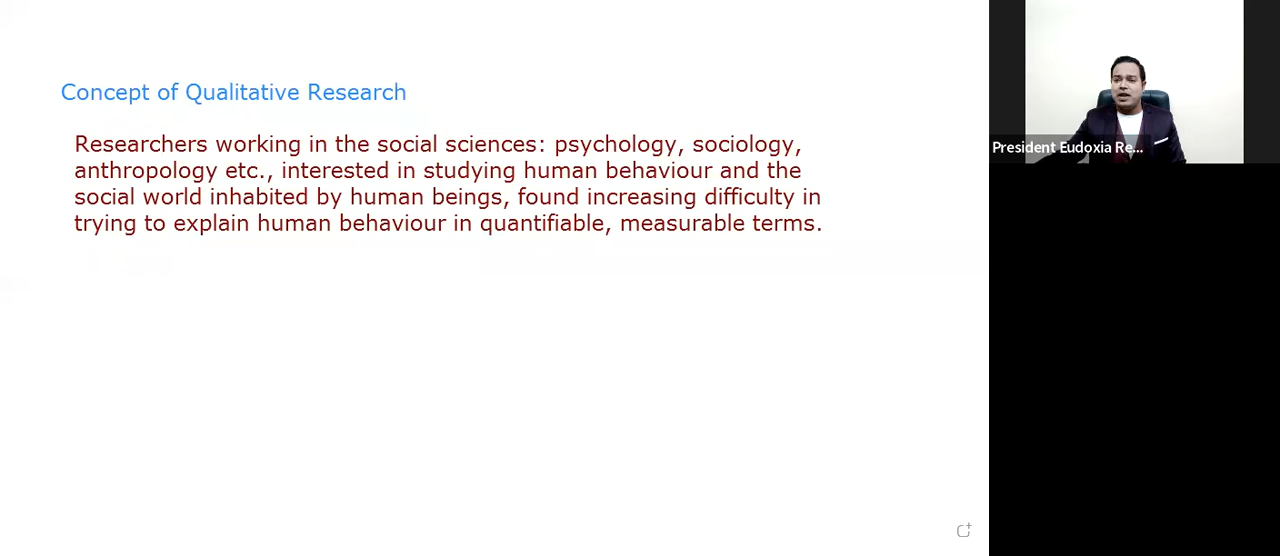 Concept of Qualitative Research
Researchers working in the social sciences: psychology, sociology,
anthropology etc., interested in studying human behaviour and the
social world inhabited by human beings, found increasing difficulty in
trying to explain human behaviour in quantifiable, measurable terms.
President Eudoxia Re...